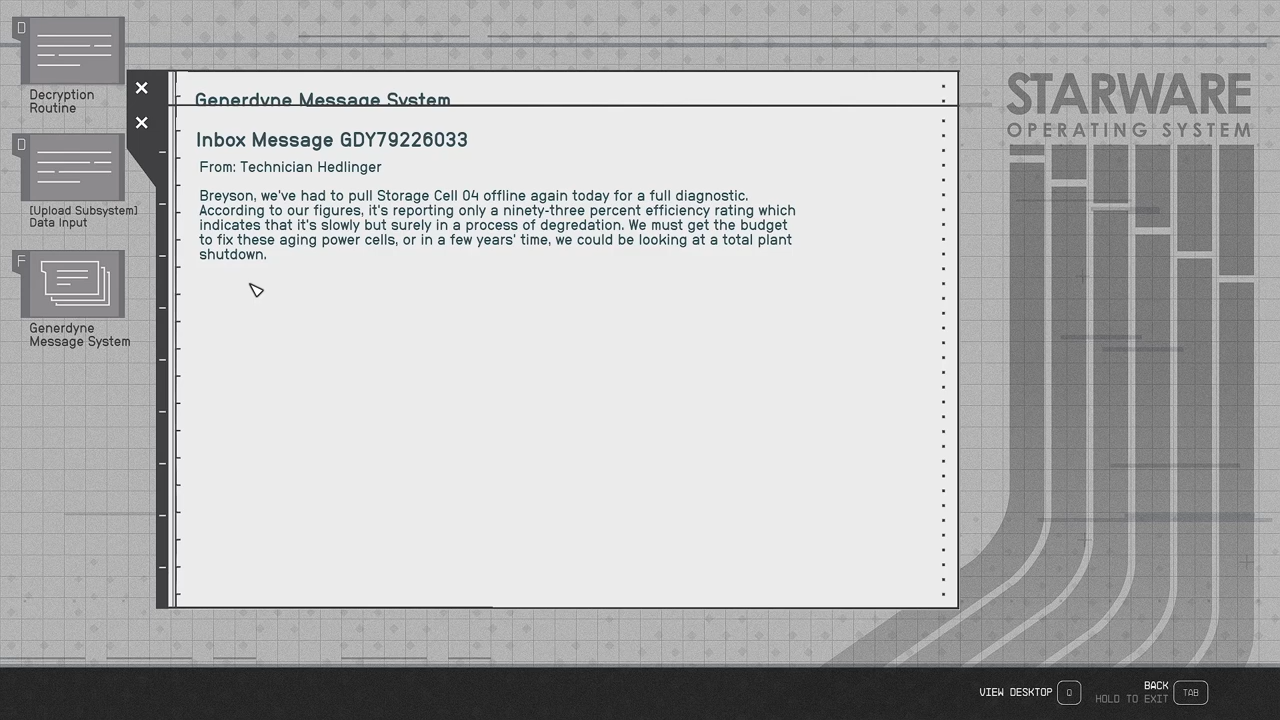 D
Decryption
Routine
D
[Upload Subsystem]
Data Input
F
Generdyne
Message System
Generdyne Message System
Inbox Message GDY79226033
From: Technician Hedlinger
Breyson, we've had to pull Storage Cell 04 offline again today for a full diagnostic.
According to our figures, it's reporting only a ninety-three percent efficiency rating which
indicates that it's slowly but surely in a process of degredation. We must get the budget
to fix these aging power cells, or in a few years' time, we could be looking at a total plant
shutdown.
STARWARE
OPERATING SYSTEM
VIEW DESKTOP Q
BACK
HOLD TO EXIT TAB